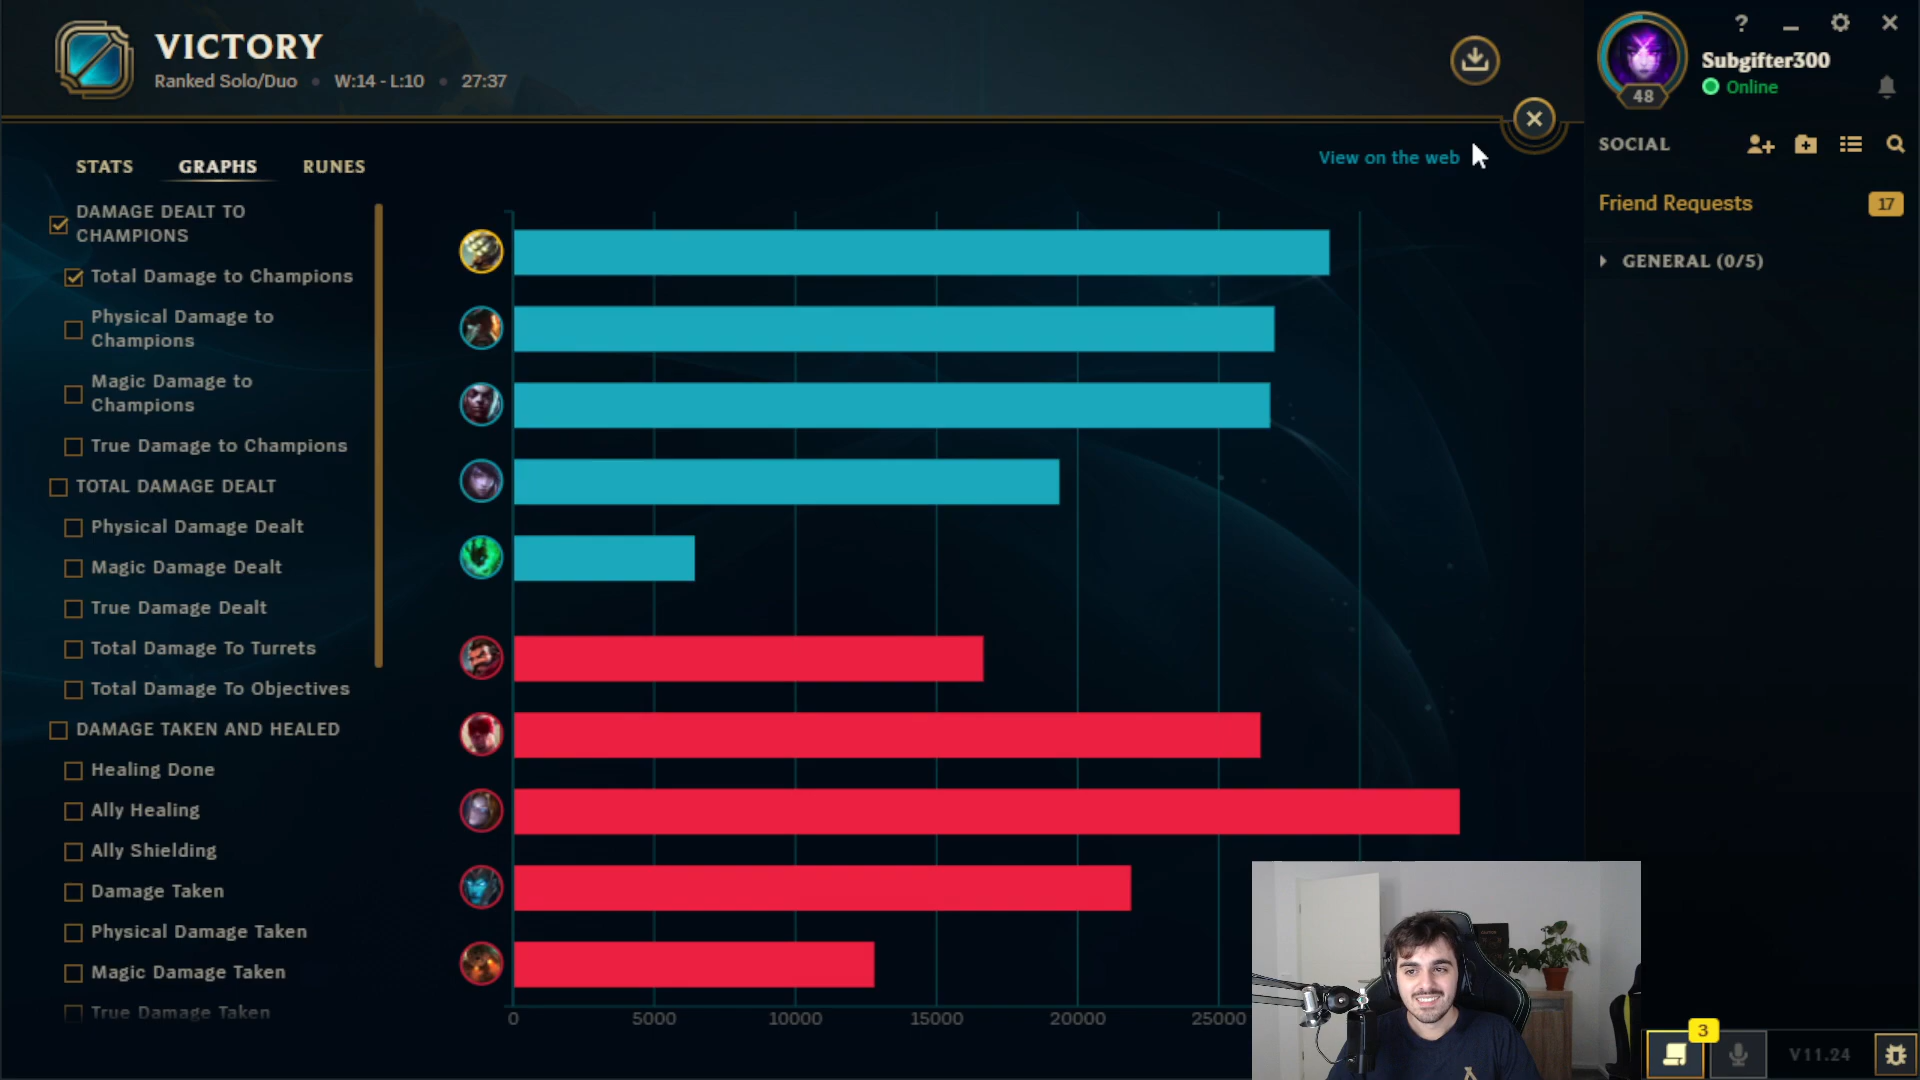 VICTORY
Ranked Solo/Duo • W:14 - L:10 • 27:37
?
Subgifter300
Online
48
STATS GRAPHS RUNES
View on the web
SOCIAL
Friend Requests 17
GENERAL (0/5)
DAMAGE DEALT TO
CHAMPIONS
Total Damage to Champions
Physical Damage to
Champions
Magic Damage to
Champions
True Damage to Champions
TOTAL DAMAGE DEALT
Physical Damage Dealt
Magic Damage Dealt
True Damage Dealt
Total Damage To Turrets
Total Damage To Objectives
DAMAGE TAKEN AND HEALED
Healing Done
Ally Healing
Ally Shielding
Damage Taken
Physical Damage Taken
Magic Damage Taken
True Damage Taken
0 5000 10000 15000 20000 25000
3
V11.24